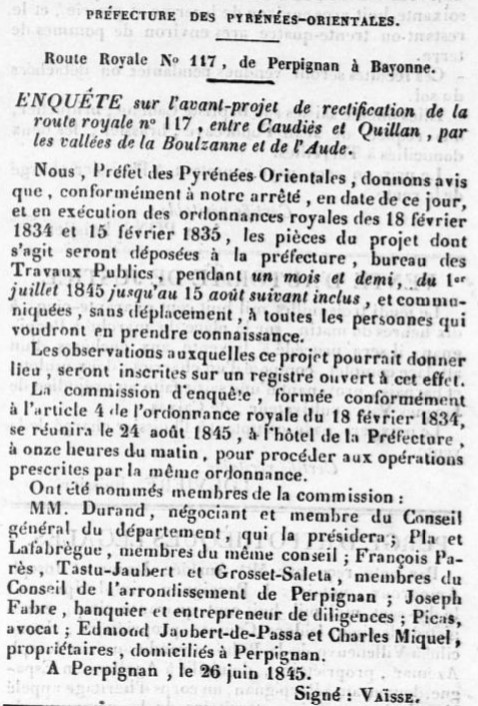 PRÉFECTURE DES PYRÉNÉES-ORIENTALES.
Route Royale No 117, de Perpignan à Bayonne.
ENQUÊTE sur l'avant-projet de rectification de la
route royale no 117, entre Caudiès et Quillan, par
les vallées de la Boulzanne et de l'Aude.
Nous, Préfet des Pyrénées-Orientales, donnons avis
que, conformément à notre arrêté, en date de ce jour,
et en exécution des ordonnances royales des 18 février
1834 et 15 février 1835, les pièces du projet dont
s'agit seront déposées à la préfecture, bureau des
Travaux Publics, pendant un mois et demi, du 1er
juillet 1845 jusqu'au 15 août suivant inclus, et commu-
niquées, sans déplacement, à toutes les personnes qui
voudront en prendre connaissance.
Les observations auxquelles ce projet pourrait donner
lieu, seront inscrites sur un registre ouvert à cet effet.
La commission d'enquête, formée conformément
à l'article 4 de l'ordonnance royale du 18 février 1834,
se réunira le 24 août 1845, à l'hôtel de la Préfecture,
à onze heures du matin, pour procéder aux opérations
prescrites par la même ordonnance.
Ont été nommés membres de la commission :
MM. Durand, négociant et membre du Conseil
général du département, qui la présidera; Pla et
Lafabrègue, membres du même conseil; François Pa-
rès, Tastu-Jaubert et Grosset-Saleta, membres du
Conseil de l'arrondissement de Perpignan; Joseph
Fabre, banquier et entrepreneur de diligences; Picas,
avocat; Edmond Jaubert-de-Passa et Charles Miquel,
propriétaires, domiciliés à Perpignan.
A Perpignan, le 26 juin 1845.
Signé : VAÏSSE.